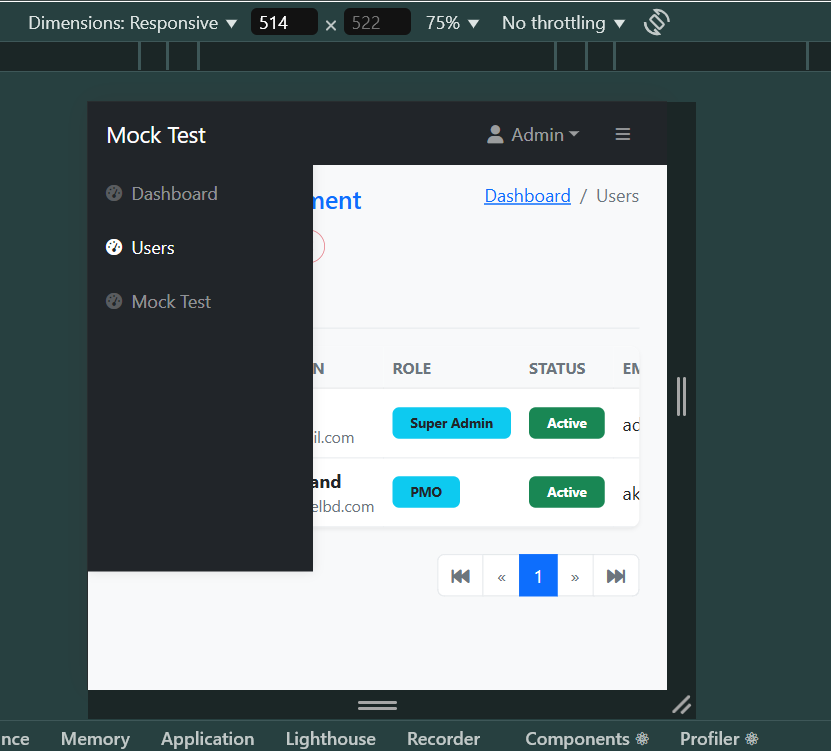 Dimensions: Responsive ▼ 514 × 522 75% ▼ No throttling ▼
Mock Test Admin
Dashboard
ment Dashboard / Users
Users
Mock Test
N ROLE STATUS EM
Super Admin Active ad
il.com
and
PMO Active ak
elbd.com
« 1 »
nce Memory Application Lighthouse Recorder Components Profiler